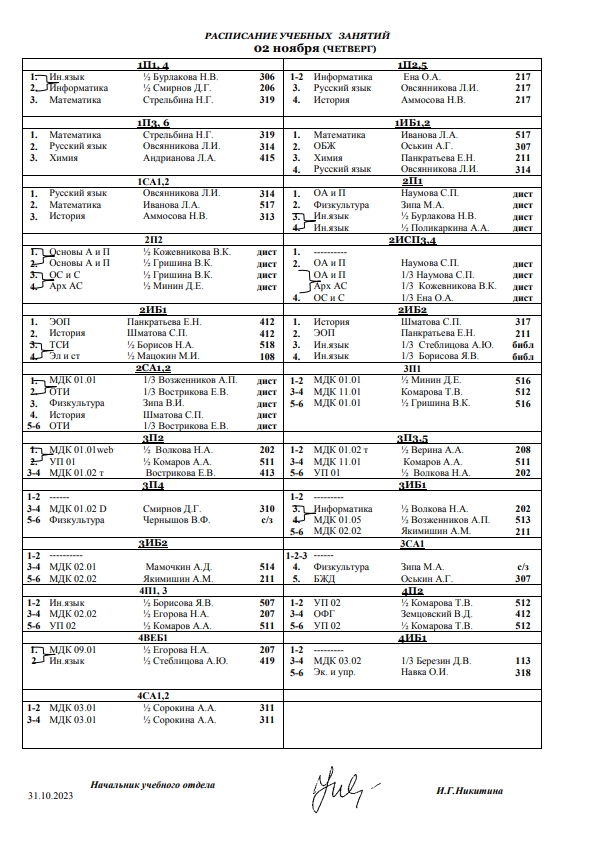 РАСПИСАНИЕ УЧЕБНЫХ ЗАНЯТИЙ
02 ноября (ЧЕТВЕРГ)
1П1, 4
1. Ин.язык ½ Бурлакова Н.В. 306
2. Информатика ½ Смирнов Д.Г. 206
3. Математика Стрельбина Н.Г. 319
1П2,5
1-2 Информатика Ена О.А. 217
3. Русский язык Овсянникова Л.И. 217
4. История Аммосова Н.В. 217
1П3, 6
1. Математика Стрельбина Н.Г. 319
2. Русский язык Овсянникова Л.И. 314
3. Химия Андрианова Л.А. 415
1ИБ1,2
1. Математика Иванова Л.А. 517
2. ОБЖ Оськин А.Г. 307
3. Химия Панкратьева Е.Н. 211
4. Русский язык Овсянникова Л.И. 314
1СА1,2
1. Русский язык Овсянникова Л.И. 314
2. Математика Иванова Л.А. 517
3. История Аммосова Н.В. 313
2П1
1. ОА и П Наумова С.П. дист
2. Физкультура Зипа М.А. дист
3. Ин.язык ½ Бурлакова Н.В. дист
4. Ин.язык ½ Поликаркина А.А. дист
2П2
1. Основы А и П ½ Кожевникова В.К. дист
2. Основы А и П ½ Гришина В.К. дист
3. ОС и С ½ Гришина В.К. дист
4. Арх АС ½ Минин Д.Е. дист
2ИСП3,4
1. ----------
2. ОА и П Наумова С.П. дист
ОА и П 1/3 Наумова С.П. дист
Арх АС 1/3 Кожевникова В.К. дист
4. ОС и С 1/3 Ена О.А. дист
2ИБ1
1. ЭОП Панкратьева Е.Н. 412
2. История Шматова С.П. 412
3. ТСИ ½ Борисов Н.А. 518
4. Эл и ст ½ Мацокин М.И. 108
2ИБ2
1. История Шматова С.П. 317
2. ЭОП Панкратьева Е.Н. 211
3. Ин.язык 1/3 Стеблицова А.Ю. библ
4. Ин.язык 1/3 Борисова Я.В. библ
2СА1,2
1. МДК 01.01 1/3 Возженников А.П. дист
2. ОТИ 1/3 Вострикова Е.В. дист
3. Физкультура Зипа В.И. дист
4. История Шматова С.П. дист
5-6 ОТИ 1/3 Вострикова Е.В. дист
3П1
1-2 МДК 01.01 ½ Минин Д.Е. 516
3-4 МДК 11.01 Комарова Т.В. 512
5-6 МДК 01.01 ½ Гришина В.К. 516
3П2
1. МДК 01.01web ½ Волкова Н.А. 202
2. УП 01 ½ Комаров А.А. 511
3-4 МДК 01.02 т Вострикова Е.В. 413
3П3,5
1-2 МДК 01.02 т ½ Верина А.А. 208
3-4 МДК 11.01 Комаров А.А. 511
5-6 УП 01 ½ Волкова Н.А. 202
3П4
1-2 ------
3-4 МДК 01.02 D Смирнов Д.Г. 310
5-6 Физкультура Чернышов В.Ф. с/з
3ИБ1
1-2 ---------
3. Информатика ½ Волкова Н.А. 202
4. МДК 01.05 ½ Возженников А.П. 513
5-6 МДК 02.02 Якимишин А.М. 211
3ИБ2
1-2 ----------
3-4 МДК 02.01 Мамочкин А.Д. 514
5-6 МДК 02.02 Якимишин А.М. 211
3СА1
1-2-3 ------
4. Физкультура Зипа М.А. с/з
5. БЖД Оськин А.Г. 307
4П1, 3
1-2 Ин.язык ½ Борисова Я.В. 507
3-4 МДК 02.02 ½ Егорова Н.А. 207
5-6 УП 02 ½ Комаров А.А. 511
4П2
1-2 УП 02 ½ Комарова Т.В. 512
3-4 ОФГ Земцовский В.Д. 412
5-6 УП 02 ½ Комарова Т.В. 512
4ВЕБ1
1. МДК 09.01 ½ Егорова Н.А. 207
2 Ин.язык ½ Стеблицова А.Ю. 419
4ИБ1
1-2 ---------
3-4 МДК 03.02 1/3 Березин Д.В. 113
5-6 Эк. и упр. Навка О.И. 318
4СА1,2
1-2 МДК 03.01 ½ Сорокина А.А. 311
3-4 МДК 03.01 ½ Сорокина А.А. 311
Начальник учебного отдела
И.Г.Никитина
31.10.2023